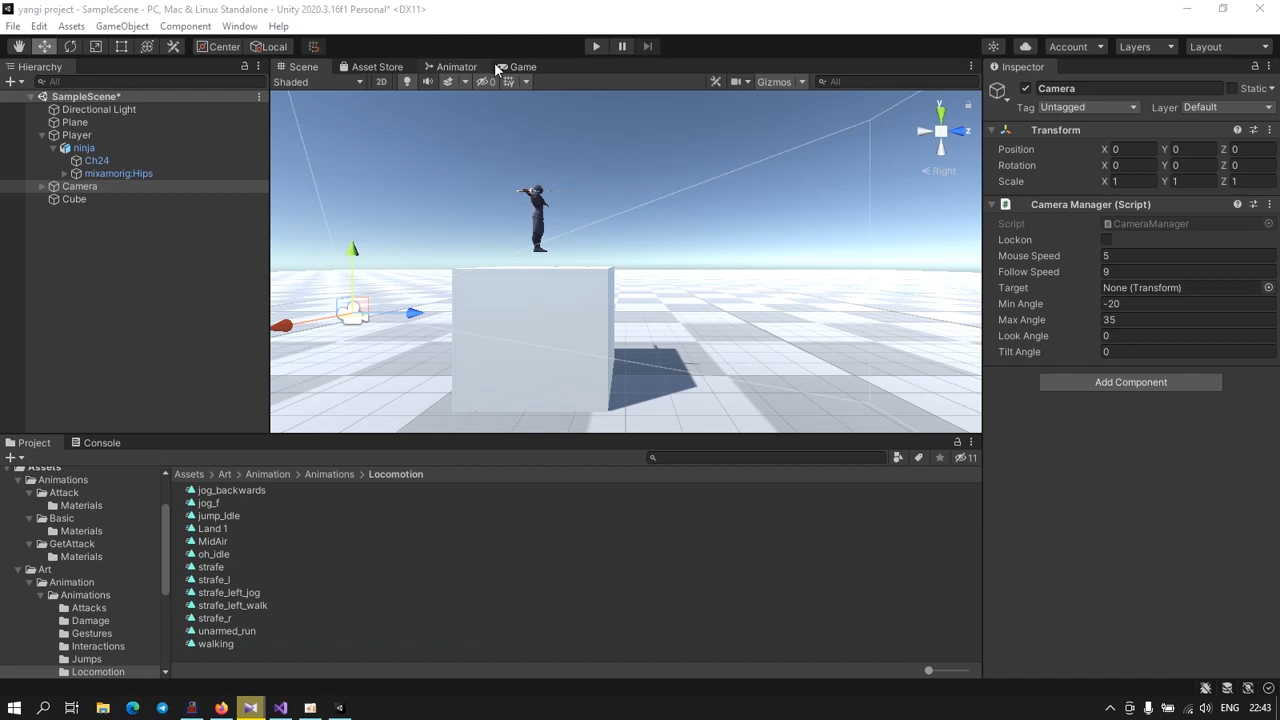 yangi project - SampleScene - PC, Mac & Linux Standalone - Unity 2020.3.16f1 Personal* <DX11>
File Edit Assets GameObject Component Window Help
Center Local Account Layers Layout
Hierarchy
All
SampleScene*
Directional Light
Plane
Player
ninja
Ch24
mixamorig:Hips
Camera
Cube
Scene Asset Store Animator Game
Shaded 2D 0 Gizmos All
y
z
Right
Inspector
Camera Static
Tag Untagged Layer Default
Transform
Position X 0 Y 0 Z 0
Rotation X 0 Y 0 Z 0
Scale X 1 Y 1 Z 1
Camera Manager (Script)
Script CameraManager
Lockon
Mouse Speed 5
Follow Speed 9
Target None (Transform)
Min Angle -20
Max Angle 35
Look Angle 0
Tilt Angle 0
Add Component
Project Console
11
Assets
Animations
Attack
Materials
Basic
Materials
GetAttack
Materials
Art
Animation
Animations
Attacks
Damage
Gestures
Interactions
Jumps
Locomotion
Assets Art Animation Animations Locomotion
jog_backwards
jog_f
jump_Idle
Land 1
MidAir
oh_idle
strafe
strafe_l
strafe_left_jog
strafe_left_walk
strafe_r
unarmed_run
walking
ENG 22:43